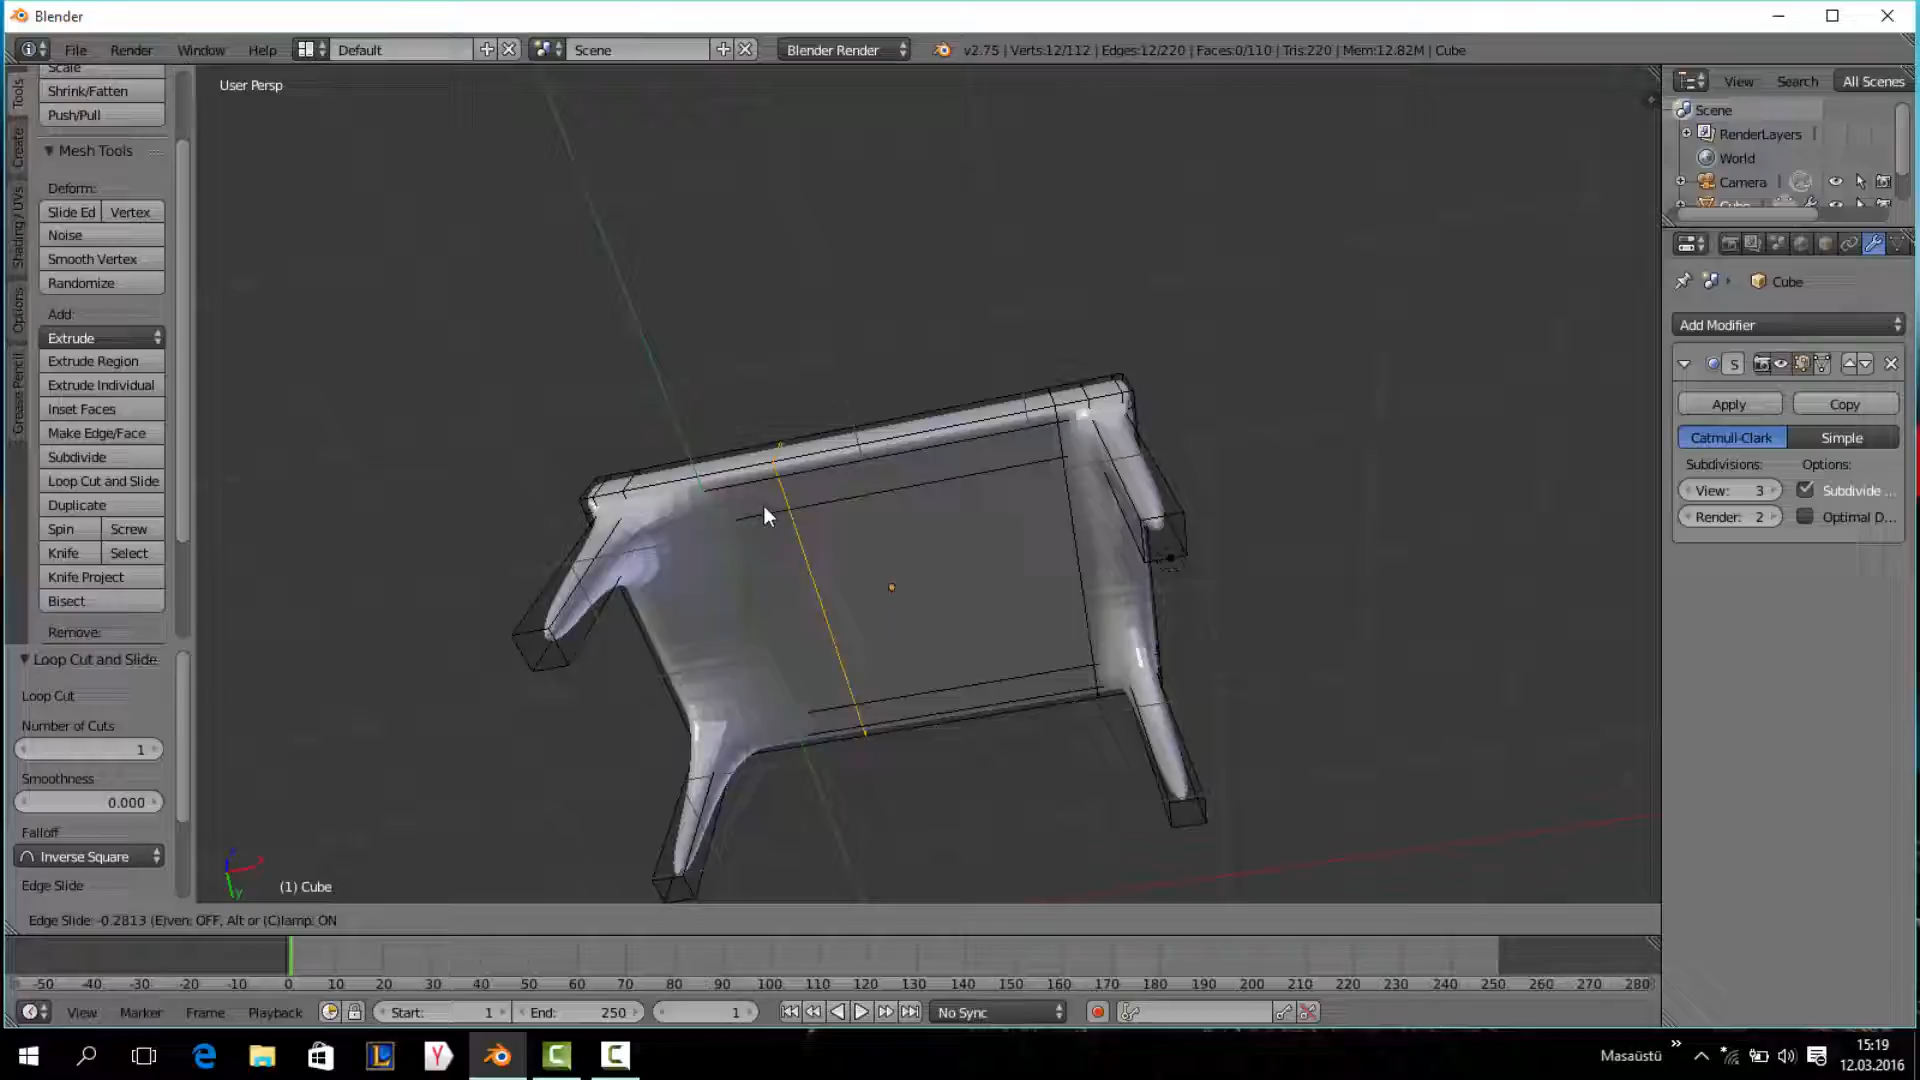 Blender
File Render Window Help Default Scene Blender Render v2.75 | Verts:12/112 | Edges:12/220 | Faces:0/110 | Tris:220 | Mem:12.82M | Cube
Tools
Create
Shading / UVs
Options
Grease Pencil
Scale
Shrink/Fatten
Push/Pull
Mesh Tools
Deform:
Slide Ed Vertex
Noise
Smooth Vertex
Randomize
Add:
Extrude
Extrude Region
Extrude Individual
Inset Faces
Make Edge/Face
Subdivide
Loop Cut and Slide
Duplicate
Spin Screw
Knife Select
Knife Project
Bisect
Remove:
Loop Cut and Slide
Loop Cut
Number of Cuts
1
Smoothness
0.000
Falloff
Inverse Square
Edge Slide
User Persp
x
y
(1) Cube
Edge Slide: -0.2813 (E)ven: OFF, Alt or (C)lamp: ON
View Search All Scenes
Scene
RenderLayers
World
Camera
Cube
Cube
Add Modifier
S
Apply Copy
Catmull-Clark Simple
Subdivisions: Options:
View: 3 Subdivide ...
Render: 2 Optimal D...
-50 -40 -30 -20 -10 0 10 20 30 40 50 60 70 80 90 100 110 120 130 140 150 160 170 180 190 200 210 220 230 240 250 260 270 280
View Marker Frame Playback Start: 1 End: 250 1 No Sync
Masaüstü
15:19
12.03.2016